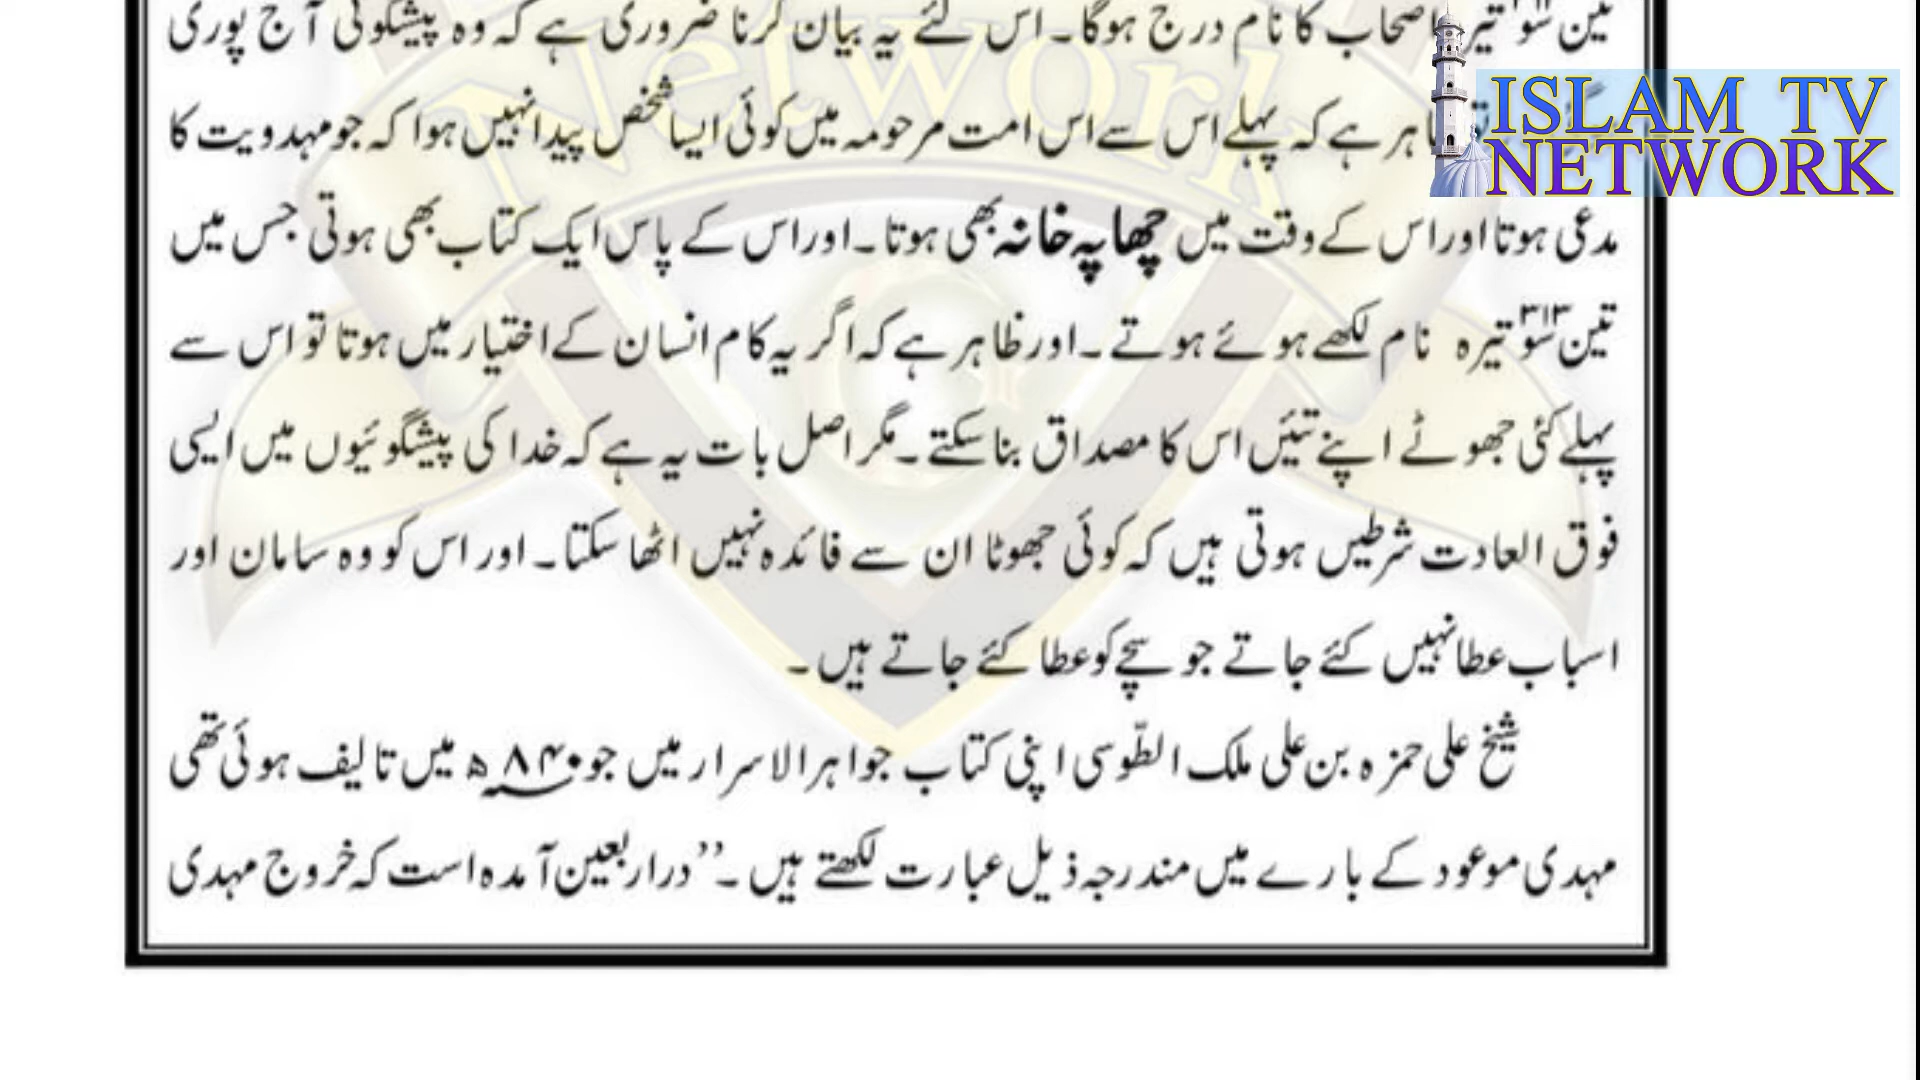 تین سو تیرہ اصحاب کا نام درج ہوگا۔ اس لئے یہ بیان کرنا ضروری ہے کہ وہ پیشگوئی آج پوری
ہر ہے کہ پہلے اس سے اس امت مرحومہ میں کوئی ایسا شخص پیدا نہیں ہوا کہ جو مہدویت کا
مدعی ہوتا اور اس کے وقت میں چھاپہ خانہ بھی ہوتا۔ اور اس کے پاس ایک کتاب بھی ہوتی جس میں
تین سو۳۱۳ تیرہ نام لکھے ہوئے ہوتے۔ اور ظاہر ہے کہ اگر یہ کام انسان کے اختیار میں ہوتا تو اس سے
پہلے کئی جھوٹے اپنے تئیں اس کا مصداق بنا سکتے۔ مگر اصل بات یہ ہے کہ خدا کی پیشگوئیوں میں ایسی
فوق العادت شرطیں ہوتی ہیں کہ کوئی جھوٹا ان سے فائدہ نہیں اٹھا سکتا۔ اور اس کو وہ سامان اور
اسباب عطا نہیں کئے جاتے جو سچے کو عطا کئے جاتے ہیں۔
شیخ علی حمزہ بن علی ملک الطّوسی اپنی کتاب جواہر الاسرار میں جو ۸۴۰؁ھ میں تالیف ہوئی تھی
مہدی موعود کے بارے میں مندرجہ ذیل عبارت لکھتے ہیں۔ ’’در اربعین آمدہ است کہ خروج مہدی
ISLAM TV
NETWORK
Network